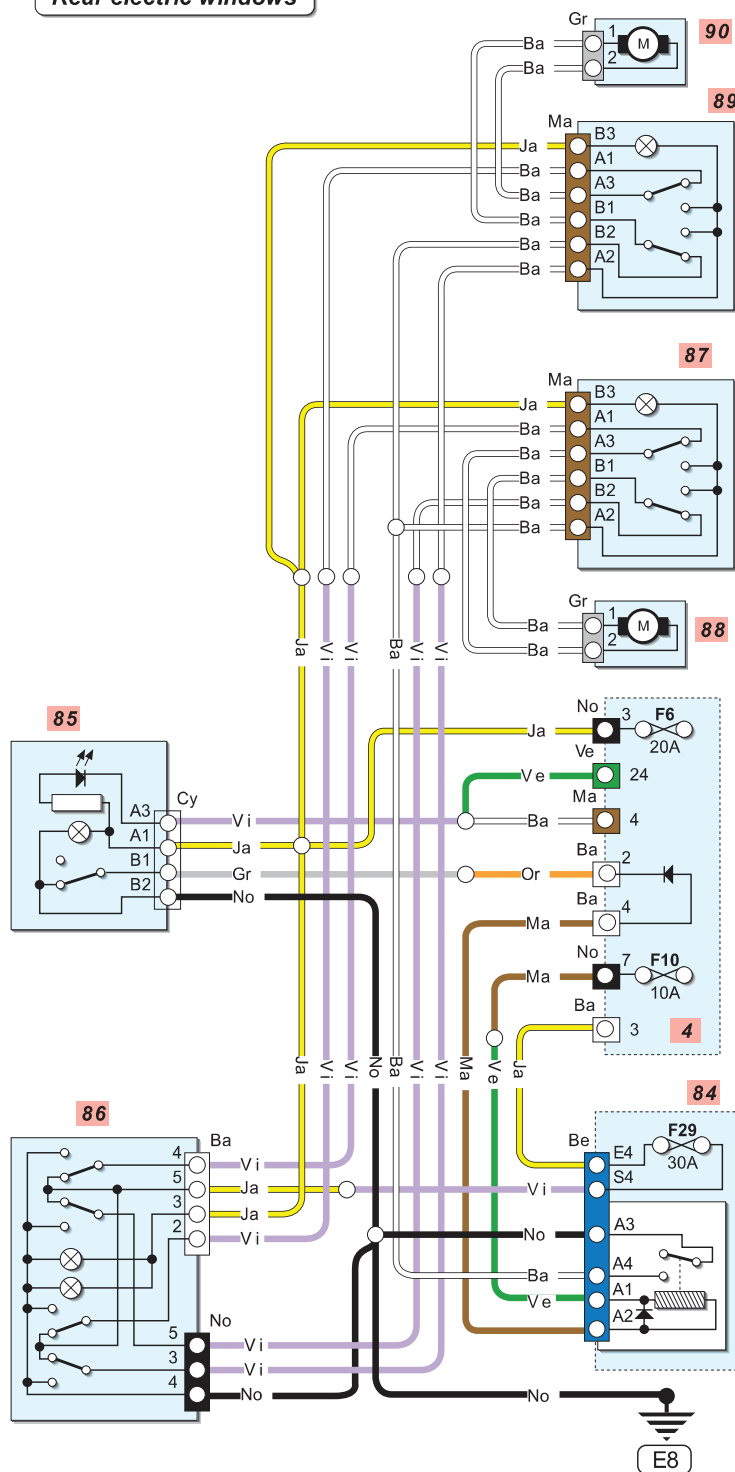 Rear electric windows
Gr
90
Ba
1
M
Ba
2
89
Ma
Ja
B3
Ba
A1
Ba
A3
Ba
B1
Ba
B2
Ba
A2
87
Ma
Ja
B3
Ba
A1
Ba
A3
Ba
B1
Ba
B2
Ba
A2
Gr
Ba
1
M
88
Ba
2
Ja
Vi
Vi
Ba
Vi
Vi
85
No
3
F6
20A
Ja
Ve
Ve
24
Cy
A3
Vi
Ma
Ba
4
A1
Ja
B1
Gr
Ba
Or
2
B2
No
Ba
Ma
4
No
Ma
7
F10
10A
Ba
3
4
Ja
Vi
Vi
No
Ba
Vi
Vi
Ma
Ve
Ja
84
86
Ba
Be
F29
30A
4
Vi
E4
5
Ja
Vi
S4
3
Ja
2
Vi
No
A3
Ba
A4
Ve
A1
A2
No
5
Vi
3
Vi
4
No
No
E8